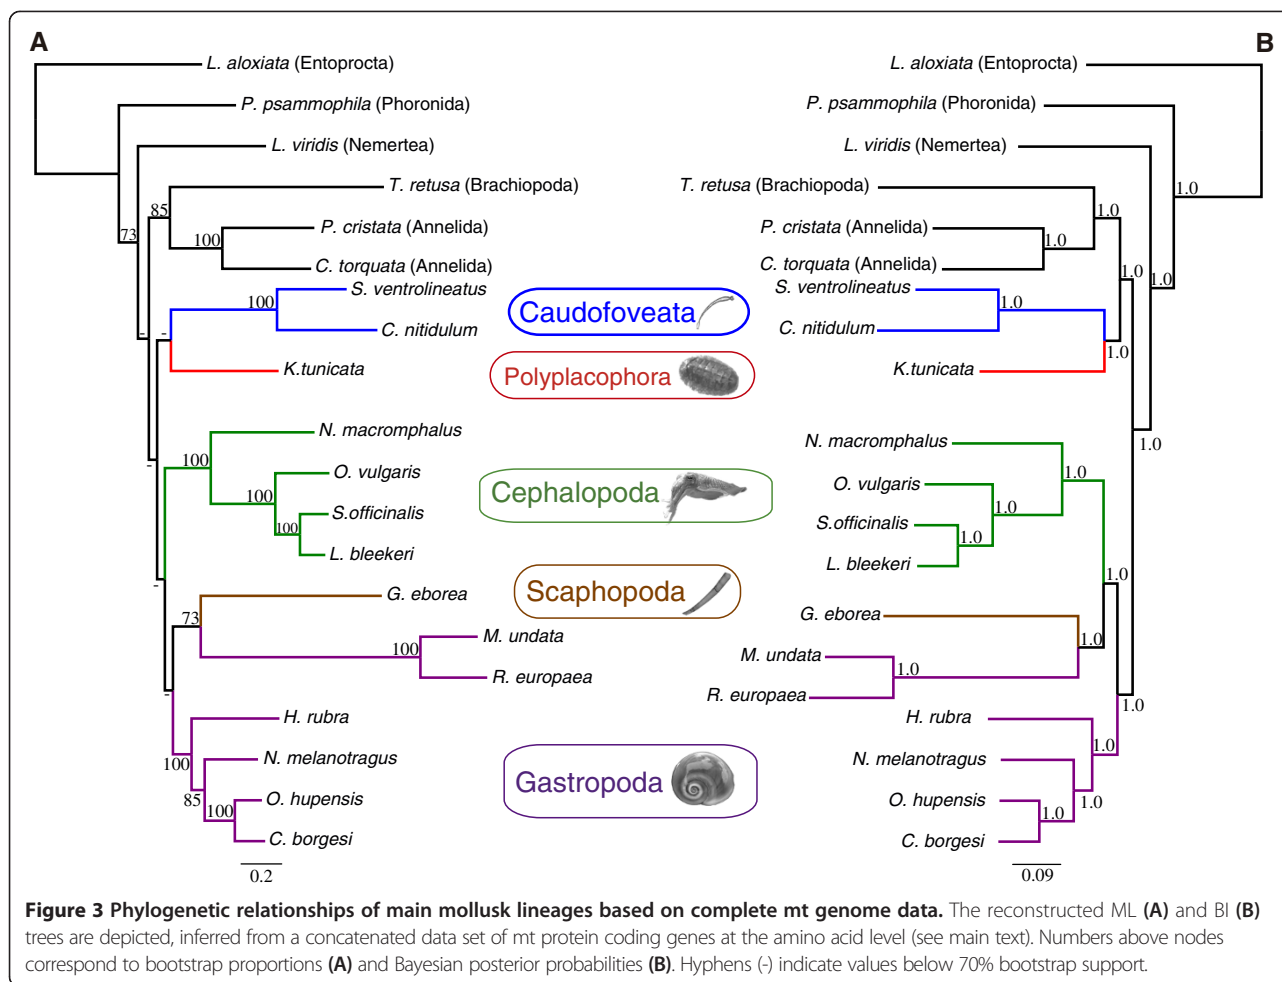 A
B
L. aloxiata (Entoprocta)
P. psammophila (Phoronida)
L. viridis (Nemertea)
T. retusa (Brachiopoda)
85
P. cristata (Annelida)
100
73
C. torquata (Annelida)
S. ventrolineatus
100
C. nitidulum
-
K.tunicata
N. macromphalus
100
-
O. vulgaris
100
S.officinalis
100
L. bleekeri
-
G. eborea
73
M. undata
100
R. europaea
-
H. rubra
100
N. melanotragus
85
O. hupensis
100
C. borgesi
0.2
Caudofoveata
Polyplacophora
Cephalopoda
Scaphopoda
Gastropoda
L. aloxiata (Entoprocta)
P. psammophila (Phoronida)
L. viridis (Nemertea)
T. retusa (Brachiopoda)
1.0
1.0
P. cristata (Annelida)
1.0
C. torquata (Annelida)
1.0
1.0
S. ventrolineatus
1.0
C. nitidulum
1.0
K.tunicata
N. macromphalus
1.0
1.0
O. vulgaris
1.0
S.officinalis
1.0
L. bleekeri
1.0
G. eborea
1.0
M. undata
1.0
R. europaea
1.0
H. rubra
1.0
N. melanotragus
1.0
O. hupensis
1.0
C. borgesi
0.09
Figure 3 Phylogenetic relationships of main mollusk lineages based on complete mt genome data. The reconstructed ML (A) and BI (B)
trees are depicted, inferred from a concatenated data set of mt protein coding genes at the amino acid level (see main text). Numbers above nodes
correspond to bootstrap proportions (A) and Bayesian posterior probabilities (B). Hyphens (-) indicate values below 70% bootstrap support.